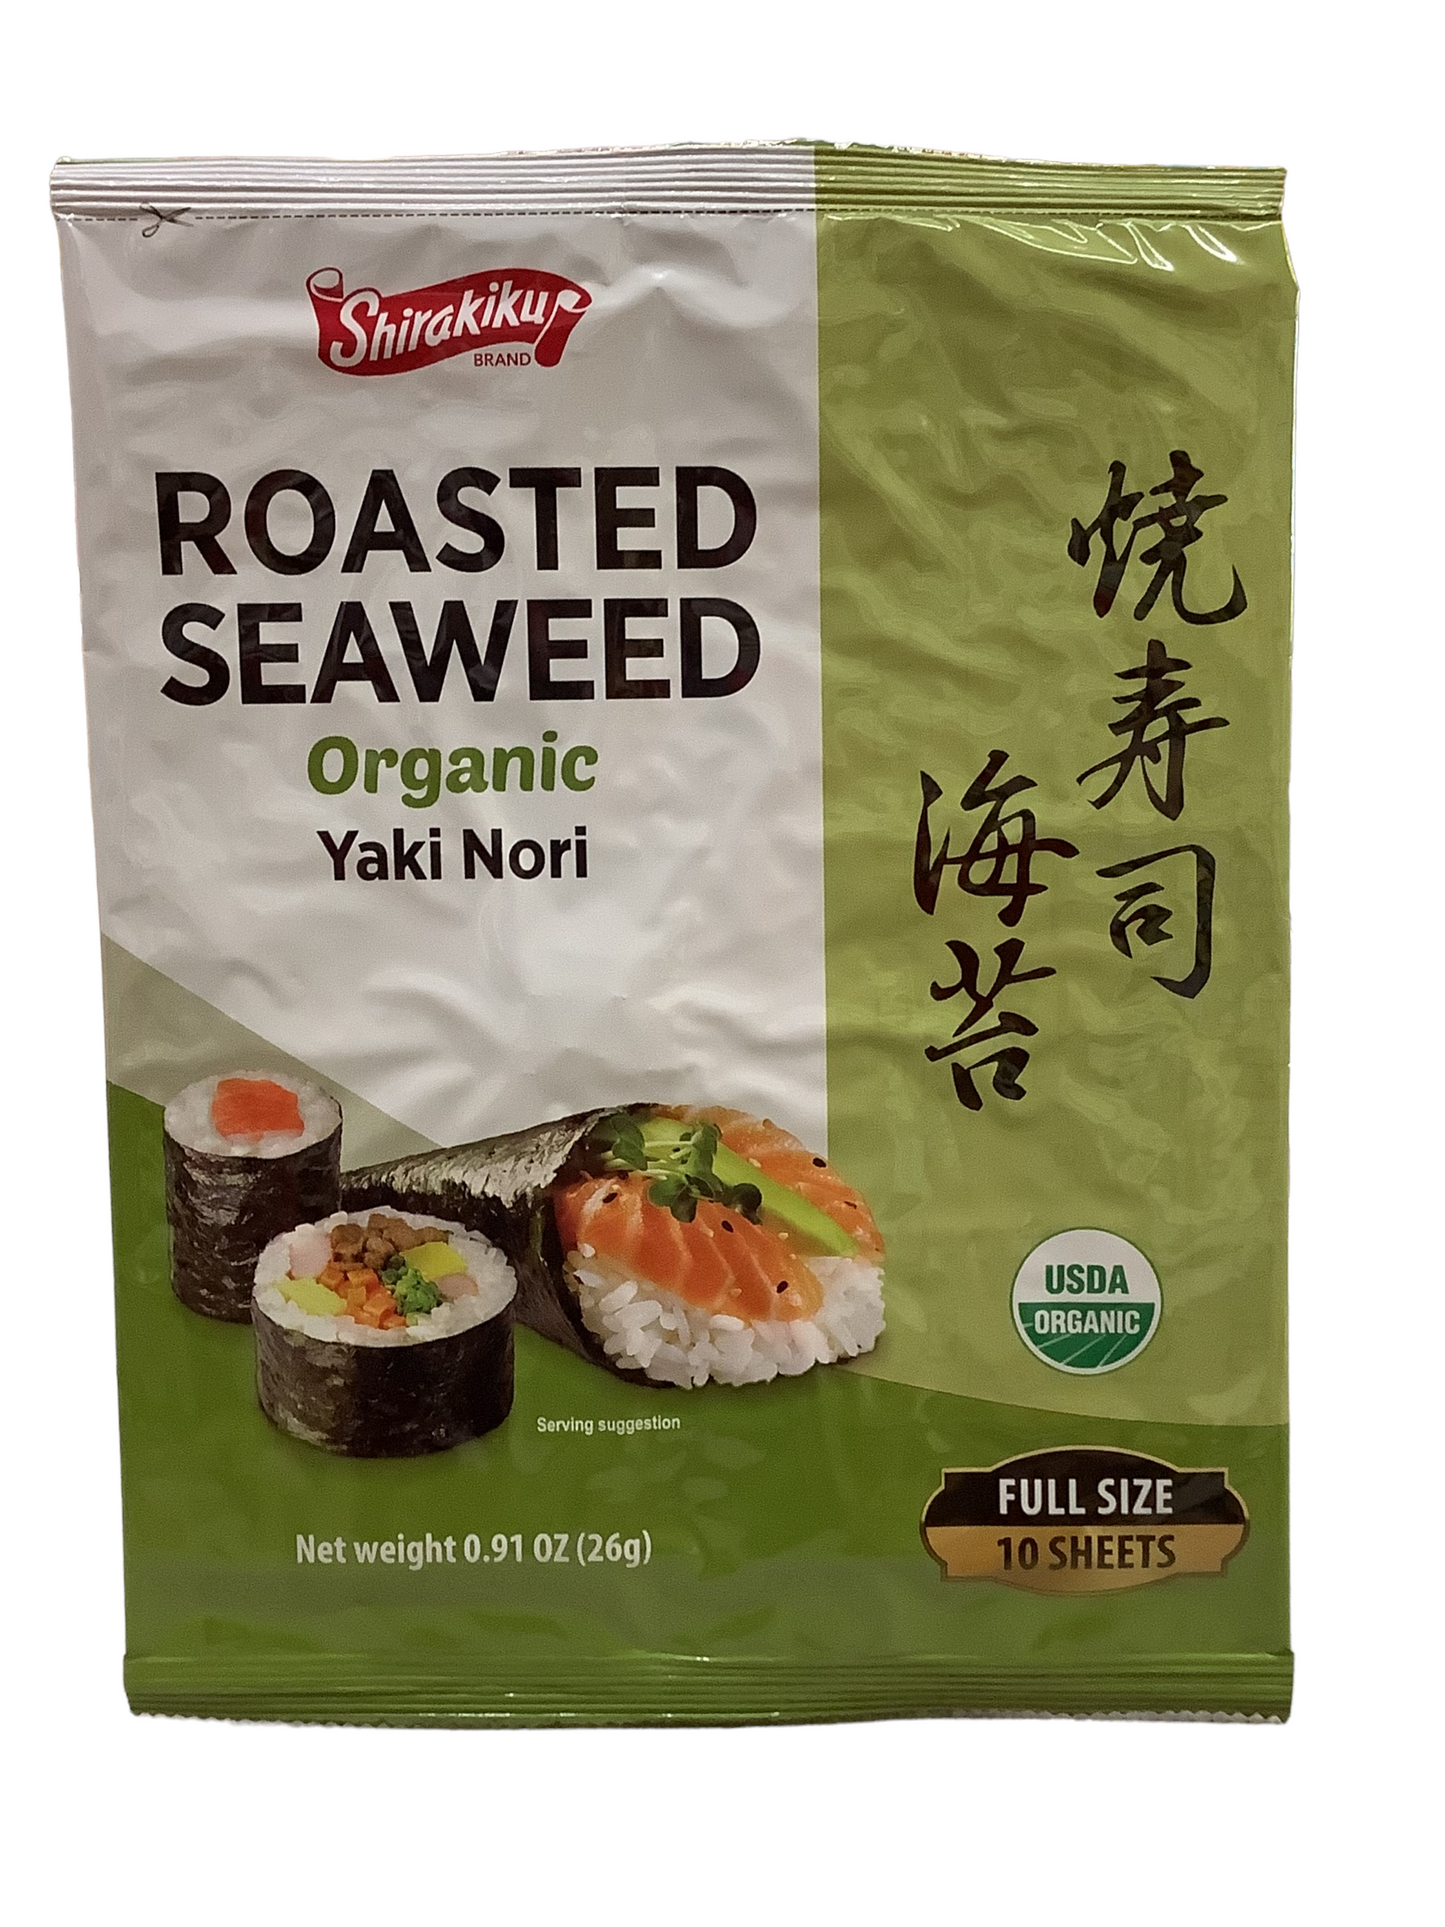 Shirakiku
BRAND
ROASTED
SEAWEED
Organic
Yaki Nori
焼寿司
海苔
USDA
ORGANIC
Serving suggestion
FULL SIZE
10 SHEETS
Net weight 0.91 OZ (26g)